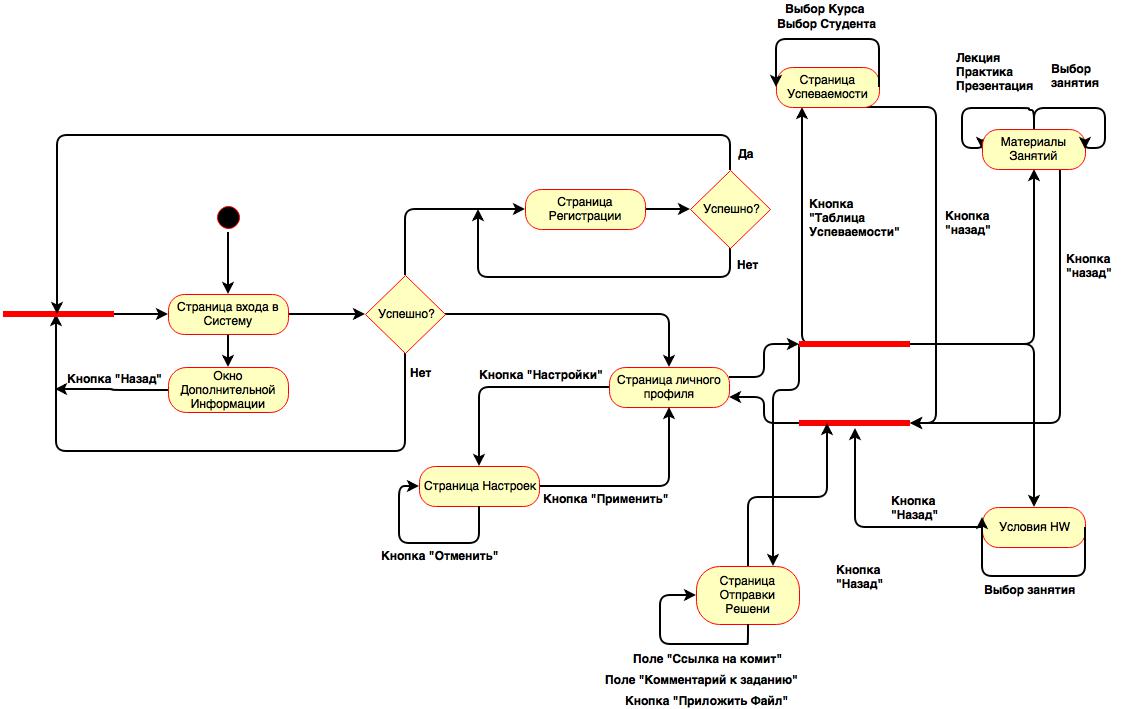 Выбор Курса
Выбор Студента
Страница
Успеваемости
Лекция
Практика
Презентация
Выбор
занятия
Материалы
Занятий
Да
Страница
Регистрации
Успешно?
Нет
Кнопка
"Таблица
Успеваемости"
Кнопка
"назад"
Кнопка
"назад"
Страница входа в
Систему
Успешно?
Нет
Кнопка "Назад"
Окно
Дополнительной
Информации
Кнопка "Настройки"
Страница личного
профиля
Страница Настроек
Кнопка "Применить"
Кнопка "Отменить"
Кнопка
"Назад"
Условия HW
Выбор занятия
Страница
Отправки
Решени
Кнопка
"Назад"
Поле "Ссылка на комит"
Поле "Комментарий к заданию"
Кнопка "Приложить Файл"